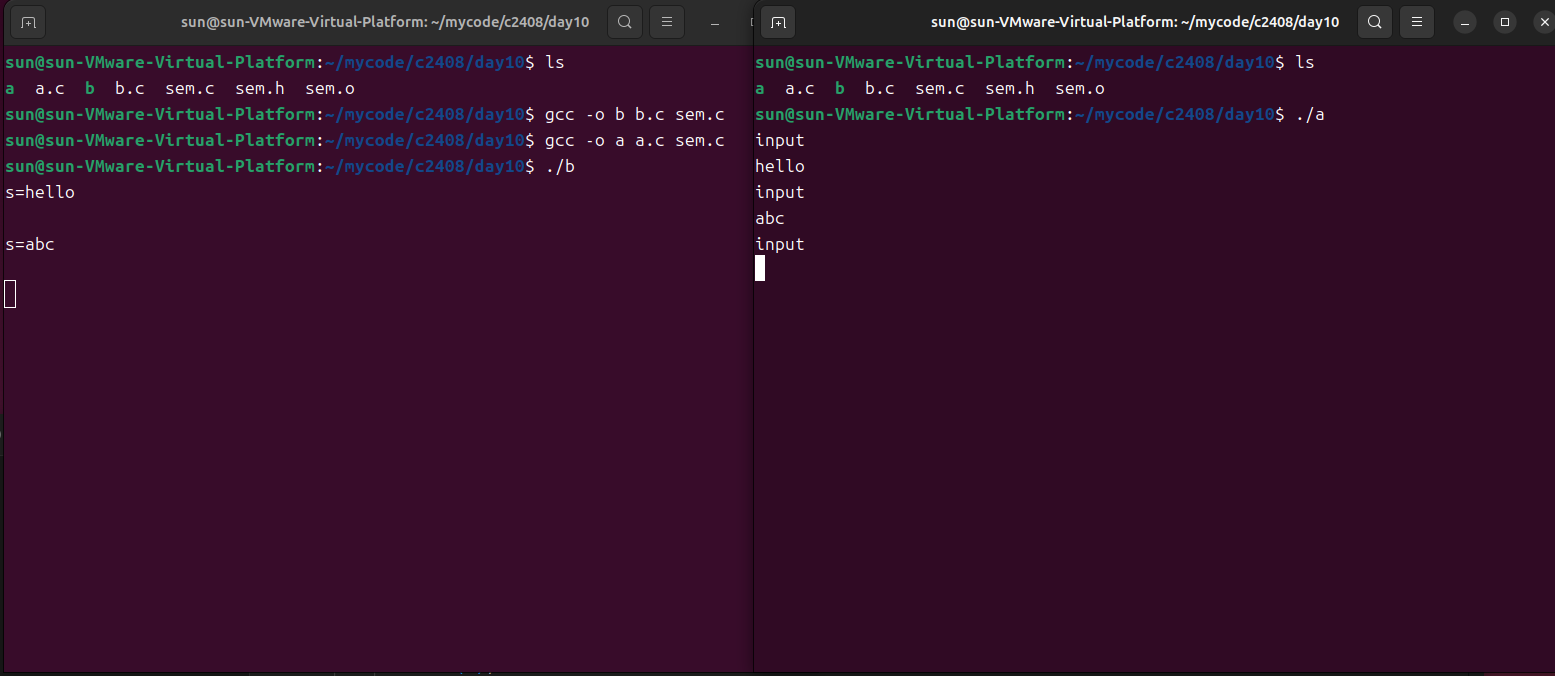 sun@sun-VMware-Virtual-Platform: ~/mycode/c2408/day10
sun@sun-VMware-Virtual-Platform:~/mycode/c2408/day10$ ls
a  a.c  b  b.c  sem.c  sem.h  sem.o
sun@sun-VMware-Virtual-Platform:~/mycode/c2408/day10$ gcc -o b b.c sem.c
sun@sun-VMware-Virtual-Platform:~/mycode/c2408/day10$ gcc -o a a.c sem.c
sun@sun-VMware-Virtual-Platform:~/mycode/c2408/day10$ ./b
s=hello
s=abc
sun@sun-VMware-Virtual-Platform: ~/mycode/c2408/day10
sun@sun-VMware-Virtual-Platform:~/mycode/c2408/day10$ ls
a  a.c  b  b.c  sem.c  sem.h  sem.o
sun@sun-VMware-Virtual-Platform:~/mycode/c2408/day10$ ./a
input
hello
input
abc
input